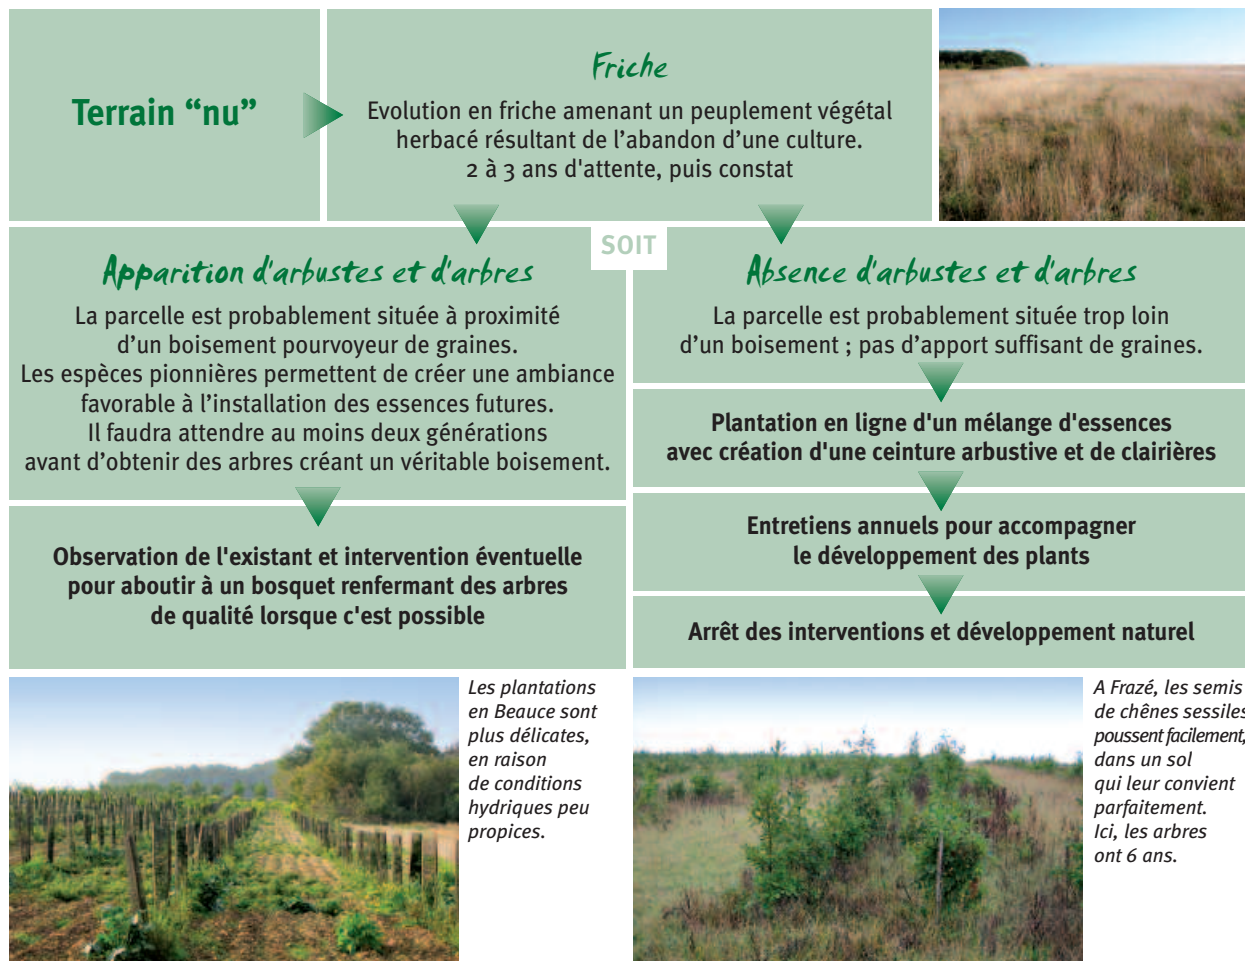 Terrain “nu”
Friche
Evolution en friche amenant un peuplement végétal
herbacé résultant de l’abandon d’une culture.
2 à 3 ans d'attente, puis constat
SOIT
Apparition d'arbustes et d'arbres
La parcelle est probablement située à proximité
d’un boisement pourvoyeur de graines.
Les espèces pionnières permettent de créer une ambiance
favorable à l’installation des essences futures.
Il faudra attendre au moins deux générations
avant d’obtenir des arbres créant un véritable boisement.
Observation de l'existant et intervention éventuelle
pour aboutir à un bosquet renfermant des arbres
de qualité lorsque c'est possible
Absence d'arbustes et d'arbres
La parcelle est probablement située trop loin
d’un boisement ; pas d’apport suffisant de graines.
Plantation en ligne d'un mélange d'essences
avec création d'une ceinture arbustive et de clairières
Entretiens annuels pour accompagner
le développement des plants
Arrêt des interventions et développement naturel
Les plantations
en Beauce sont
plus délicates,
en raison
de conditions
hydriques peu
propices.
A Frazé, les semis
de chênes sessiles
poussent facilement,
dans un sol
qui leur convient
parfaitement.
Ici, les arbres
ont 6 ans.